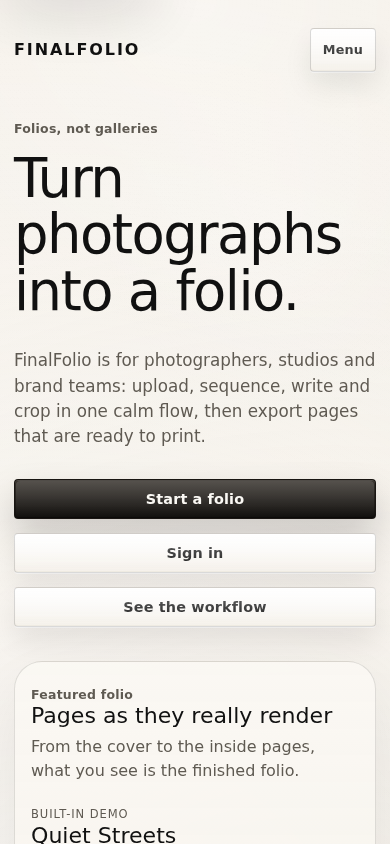 FINALFOLIO
Menu
Folios, not galleries
Turn
photographs
into a folio.
FinalFolio is for photographers, studios and
brand teams: upload, sequence, write and
crop in one calm flow, then export pages
that are ready to print.
Start a folio
Sign in
See the workflow
Featured folio
Pages as they really render
From the cover to the inside pages,
what you see is the finished folio.
BUILT-IN DEMO
Quiet Streets